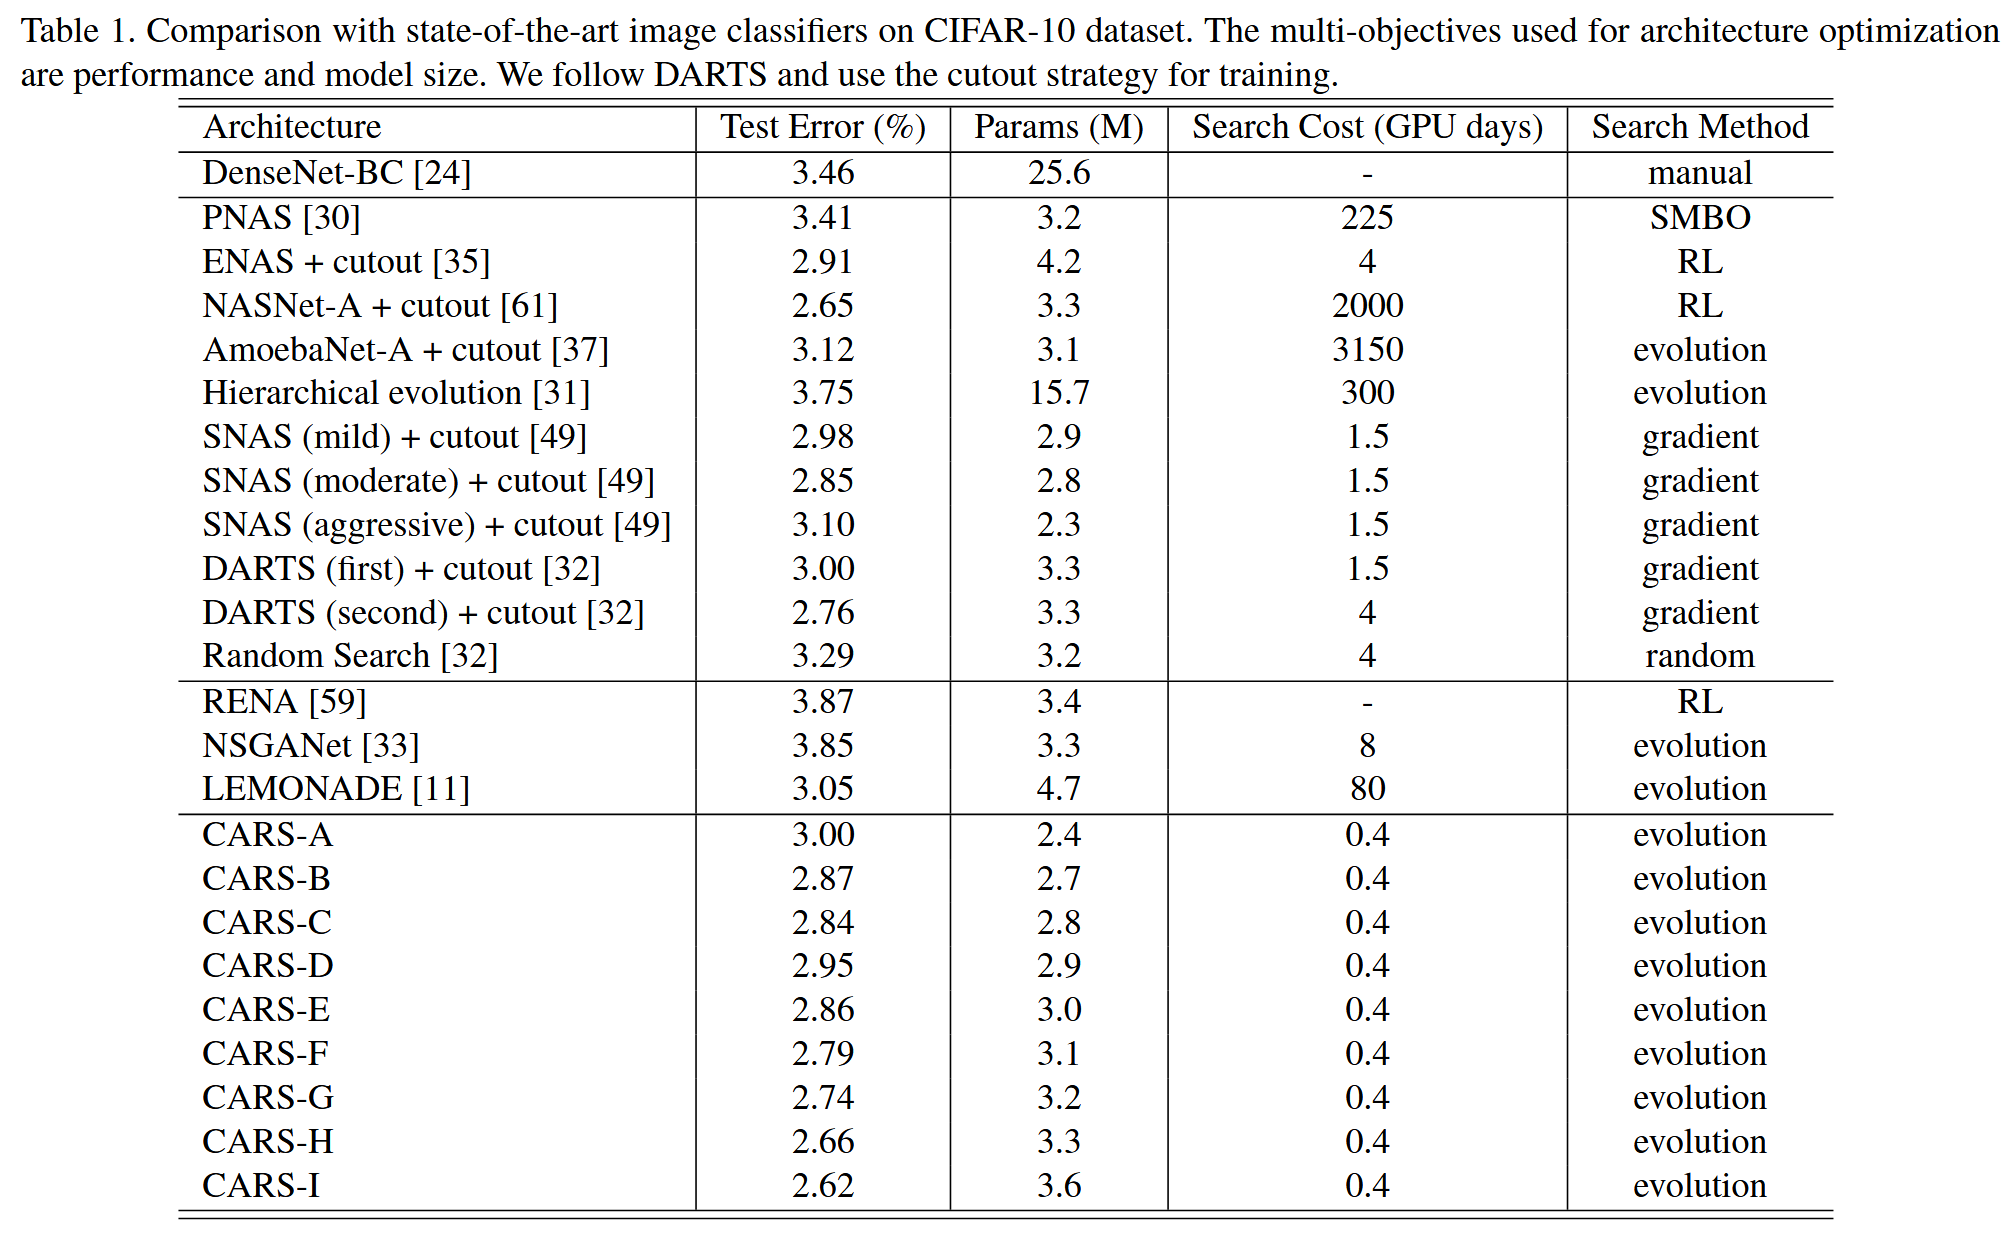 Table 1. Comparison with state-of-the-art image classifiers on CIFAR-10 dataset. The multi-objectives used for architecture optimization
are performance and model size. We follow DARTS and use the cutout strategy for training.
Architecture Test Error (%) Params (M) Search Cost (GPU days) Search Method
DenseNet-BC [24] 3.46 25.6 - manual
PNAS [30] 3.41 3.2 225 SMBO
ENAS + cutout [35] 2.91 4.2 4 RL
NASNet-A + cutout [61] 2.65 3.3 2000 RL
AmoebaNet-A + cutout [37] 3.12 3.1 3150 evolution
Hierarchical evolution [31] 3.75 15.7 300 evolution
SNAS (mild) + cutout [49] 2.98 2.9 1.5 gradient
SNAS (moderate) + cutout [49] 2.85 2.8 1.5 gradient
SNAS (aggressive) + cutout [49] 3.10 2.3 1.5 gradient
DARTS (first) + cutout [32] 3.00 3.3 1.5 gradient
DARTS (second) + cutout [32] 2.76 3.3 4 gradient
Random Search [32] 3.29 3.2 4 random
RENA [59] 3.87 3.4 - RL
NSGANet [33] 3.85 3.3 8 evolution
LEMONADE [11] 3.05 4.7 80 evolution
CARS-A 3.00 2.4 0.4 evolution
CARS-B 2.87 2.7 0.4 evolution
CARS-C 2.84 2.8 0.4 evolution
CARS-D 2.95 2.9 0.4 evolution
CARS-E 2.86 3.0 0.4 evolution
CARS-F 2.79 3.1 0.4 evolution
CARS-G 2.74 3.2 0.4 evolution
CARS-H 2.66 3.3 0.4 evolution
CARS-I 2.62 3.6 0.4 evolution